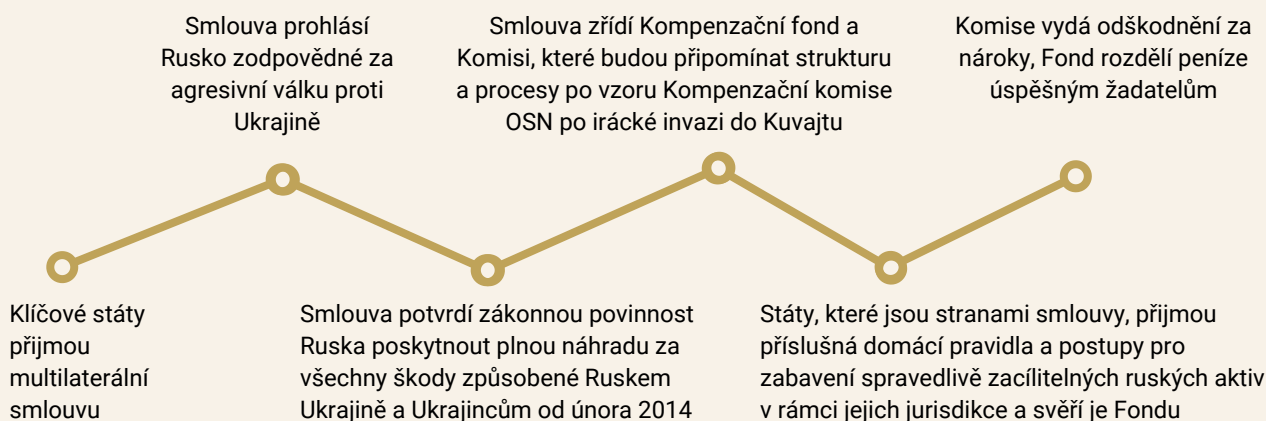 Klíčové státy
přijmou
multilaterální
smlouvu
Smlouva prohlásí
Rusko zodpovědné za
agresivní válku proti
Ukrajině
Smlouva potvrdí zákonnou povinnost
Ruska poskytnout plnou náhradu za
všechny škody způsobené Ruskem
Ukrajině a Ukrajincům od února 2014
Smlouva zřídí Kompenzační fond a
Komisi, které budou připomínat strukturu
a procesy po vzoru Kompenzační komise
OSN po irácké invazi do Kuvajtu
Státy, které jsou stranami smlouvy, přijmou
příslušná domácí pravidla a postupy pro
zabavení spravedlivě zacílitelných ruských aktiv
v rámci jejich jurisdikce a svěří je Fondu
Komise vydá odškodnění za
nároky, Fond rozdělí peníze
úspěšným žadatelům